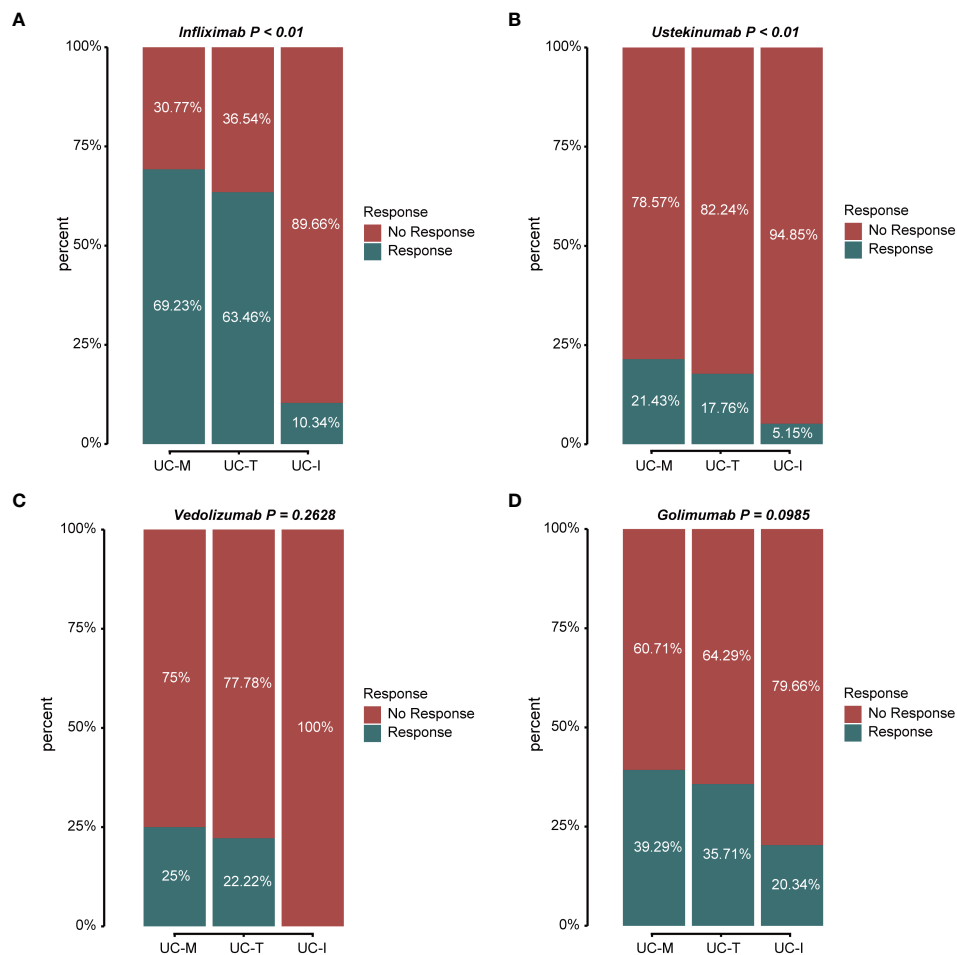 A
Infliximab P < 0.01
100%
75%
50%
25%
0%
percent
30.77%
36.54%
89.66%
69.23%
63.46%
10.34%
UC-M
UC-T
UC-I
Response
No Response
Response
B
Ustekinumab P < 0.01
100%
75%
50%
25%
0%
percent
78.57%
82.24%
94.85%
21.43%
17.76%
5.15%
UC-M
UC-T
UC-I
Response
No Response
Response
C
Vedolizumab P = 0.2628
100%
75%
50%
25%
0%
percent
75%
77.78%
100%
25%
22.22%
UC-M
UC-T
UC-I
Response
No Response
Response
D
Golimumab P = 0.0985
100%
75%
50%
25%
0%
percent
60.71%
64.29%
79.66%
39.29%
35.71%
20.34%
UC-M
UC-T
UC-I
Response
No Response
Response